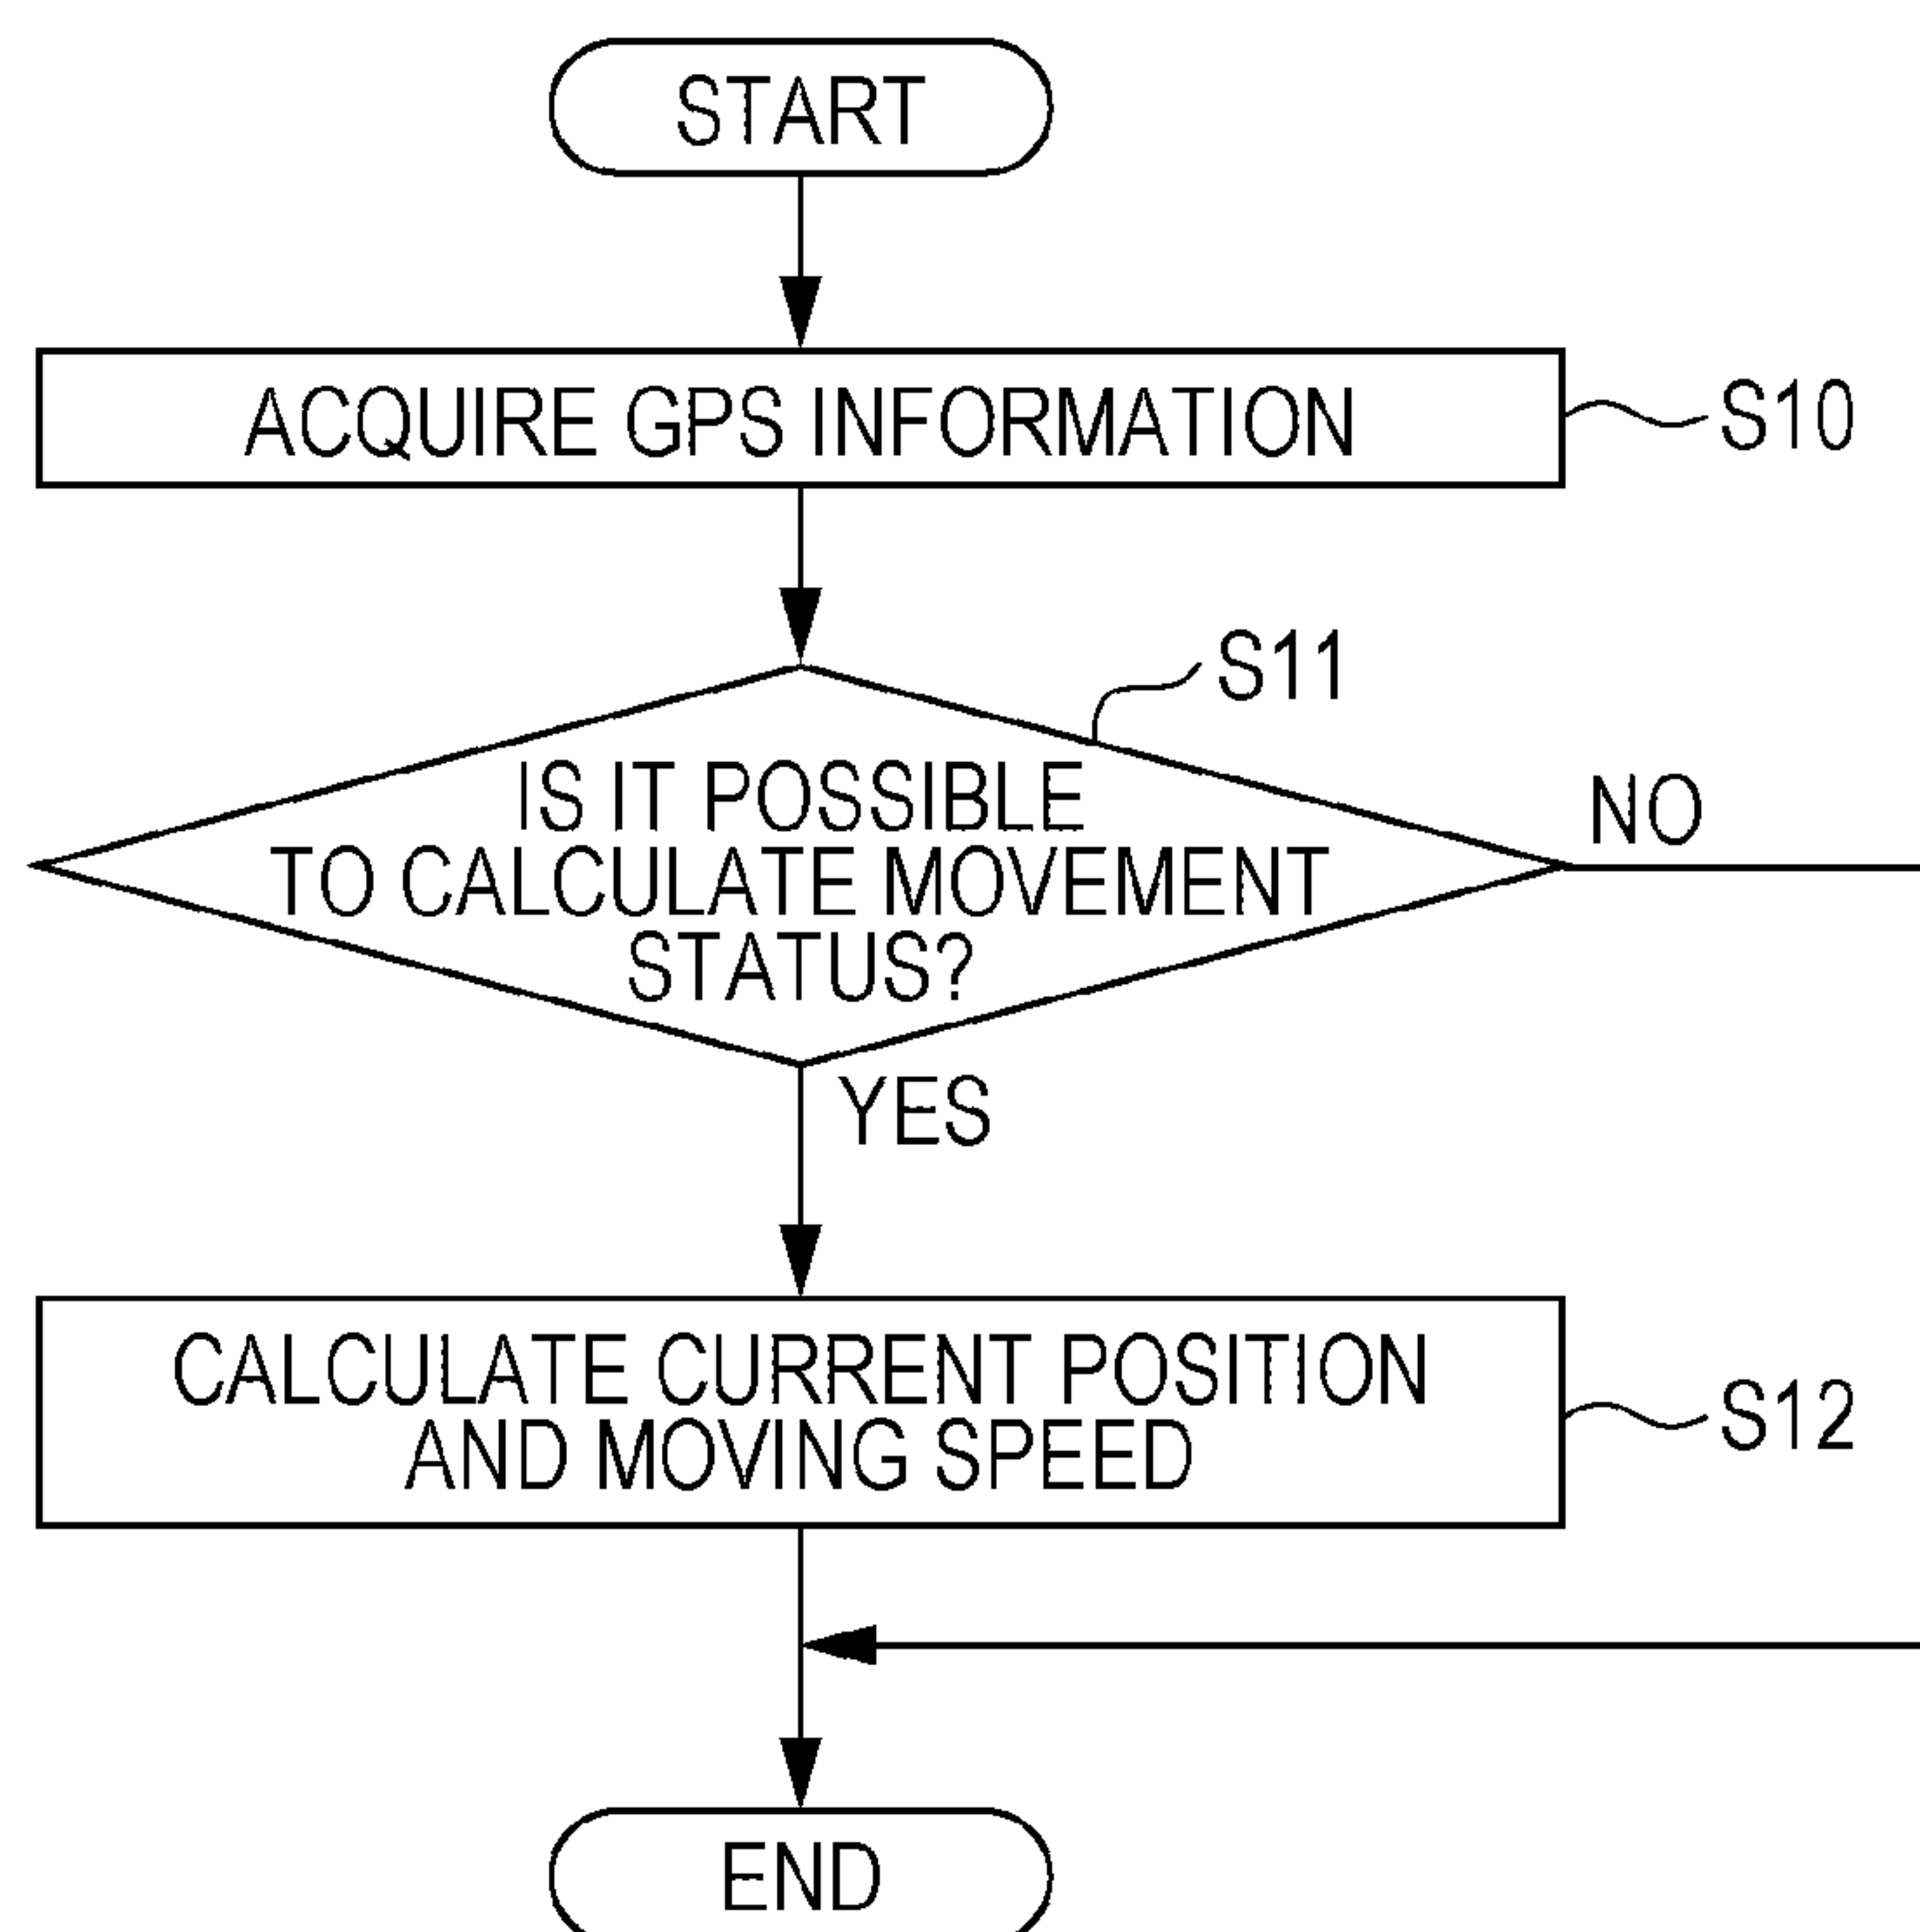 START
ACQUIRE GPS INFORMATION
S10
S11
IS IT POSSIBLE
TO CALCULATE MOVEMENT
STATUS?
NO
YES
CALCULATE CURRENT POSITION
AND MOVING SPEED
S12
END